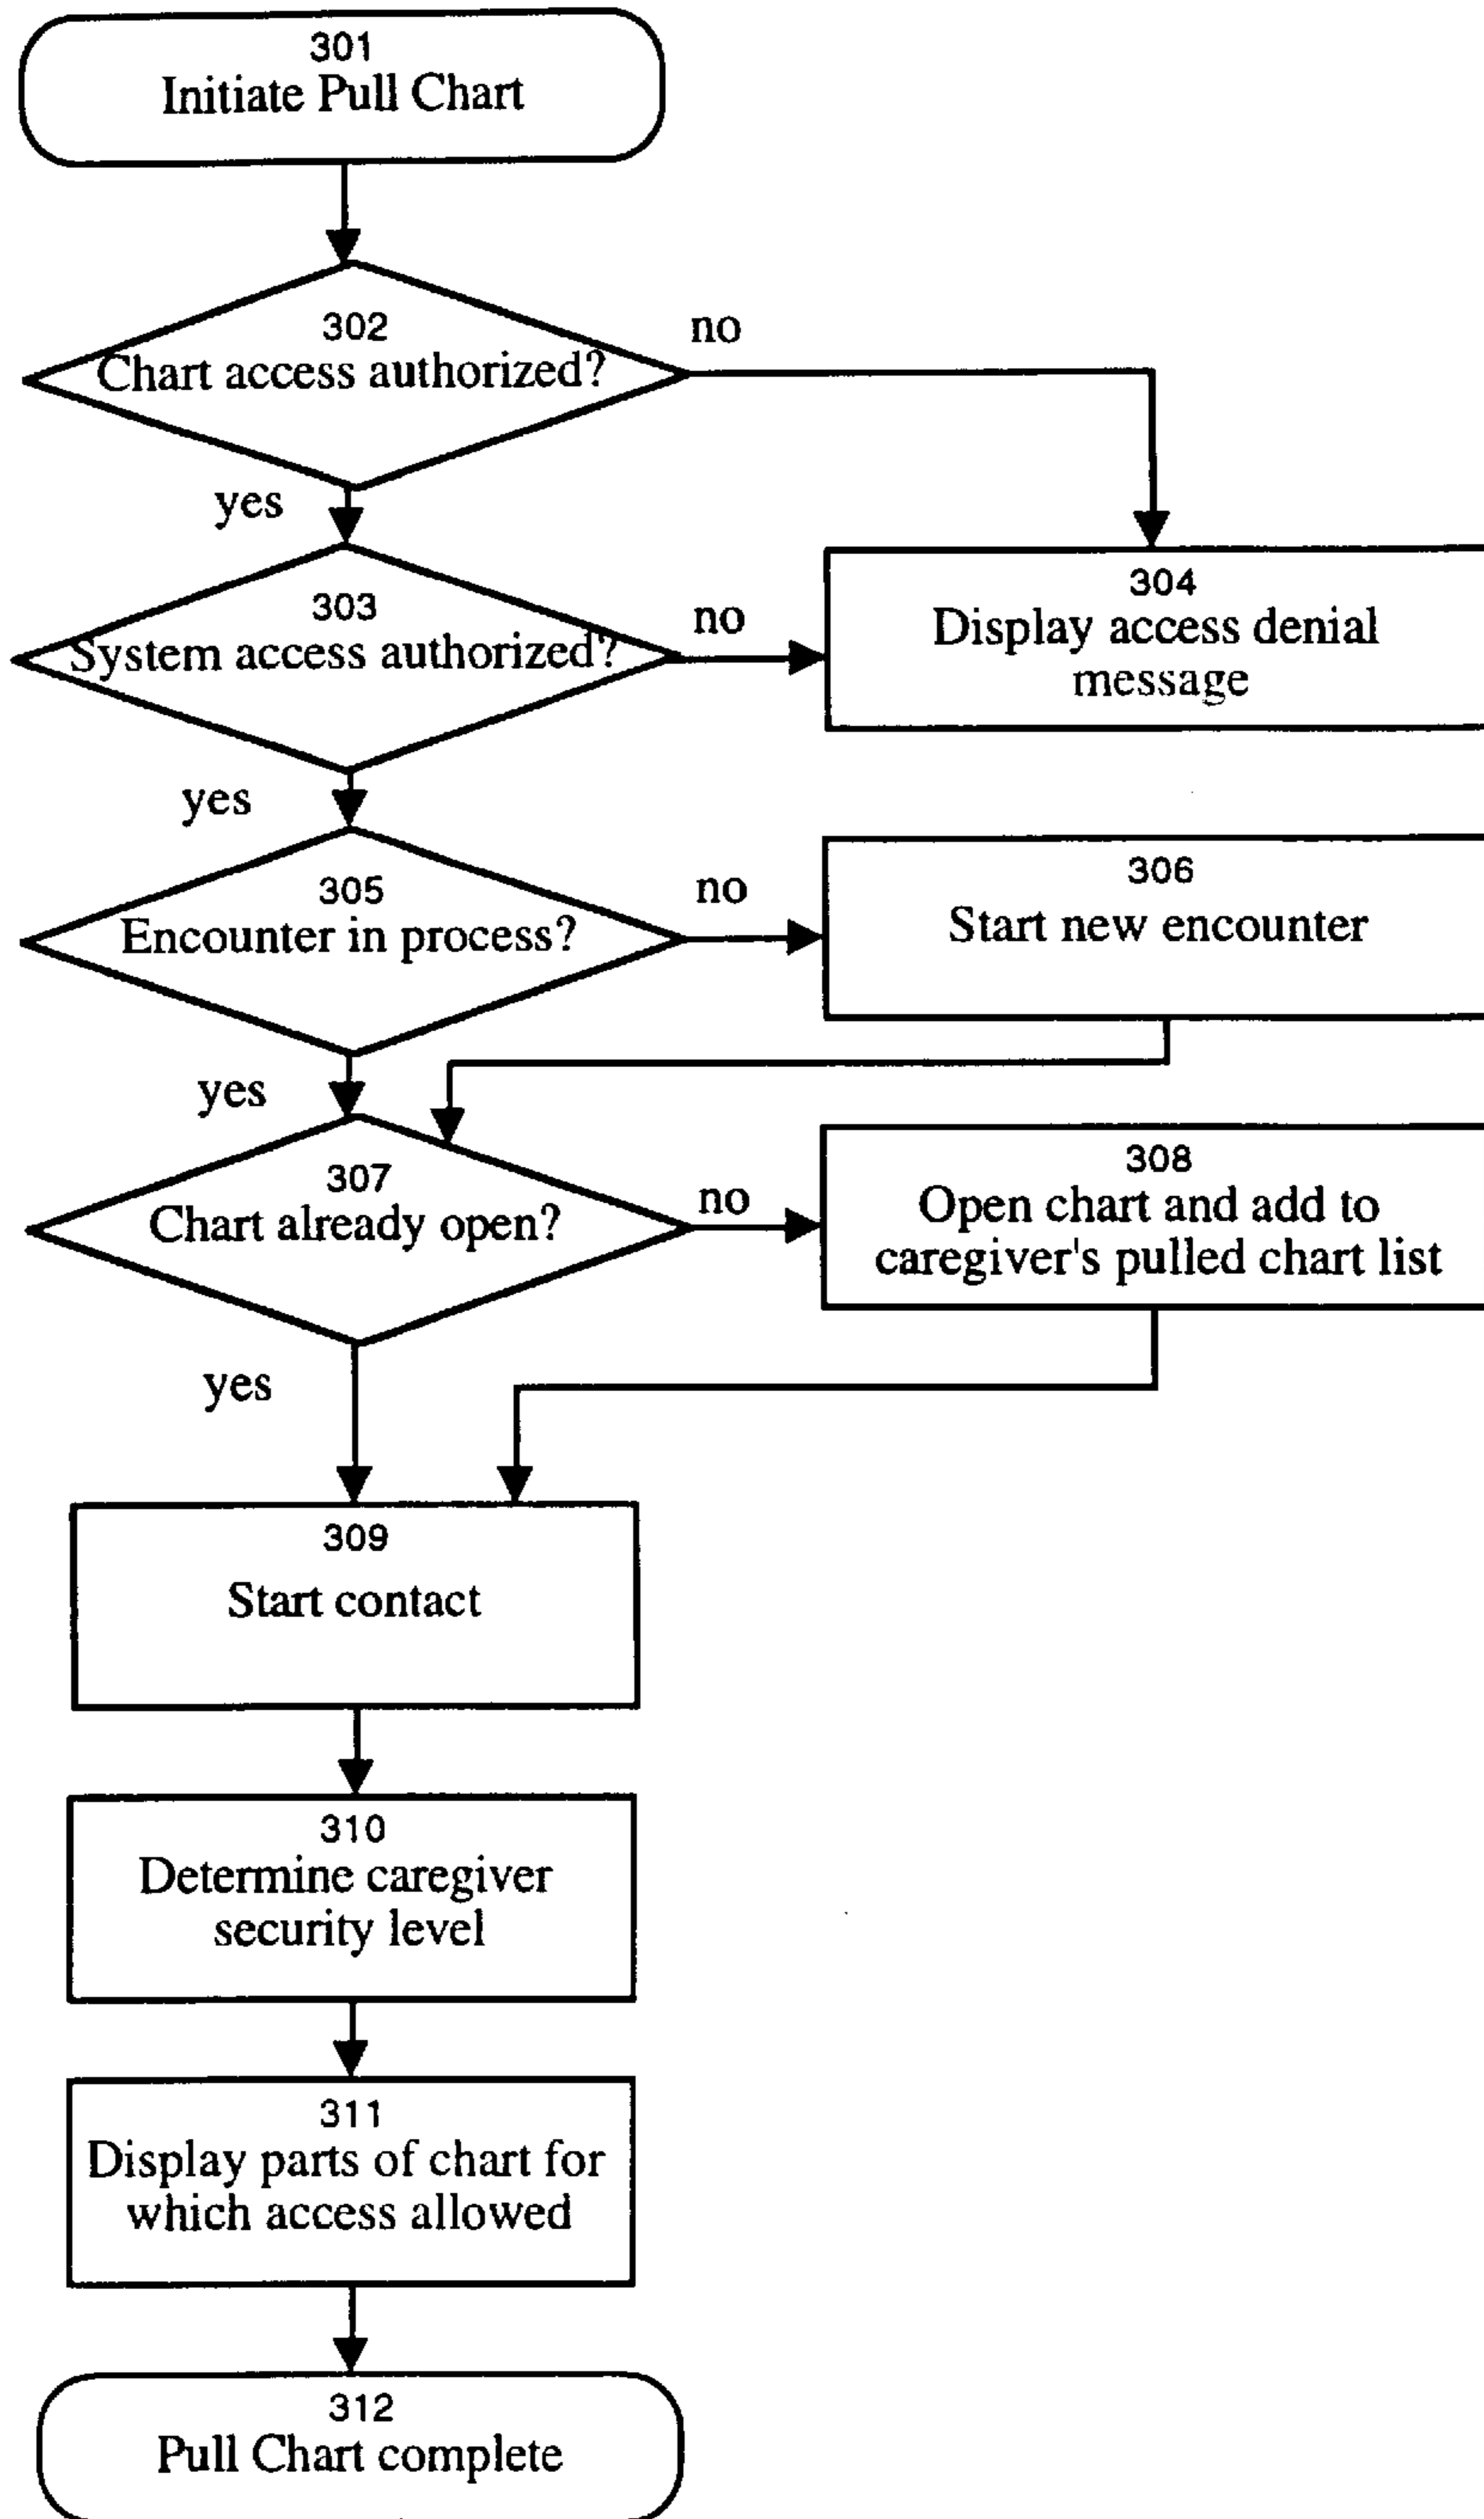 301
Initiate Pull Chart
302
Chart access authorized?
no
yes
303
System access authorized?
no
304
Display access denial
message
yes
305
Encounter in process?
no
306
Start new encounter
yes
307
Chart already open?
no
308
Open chart and add to
caregiver's pulled chart list
yes
309
Start contact
310
Determine caregiver
security level
311
Display parts of chart for
which access allowed
312
Pull Chart complete